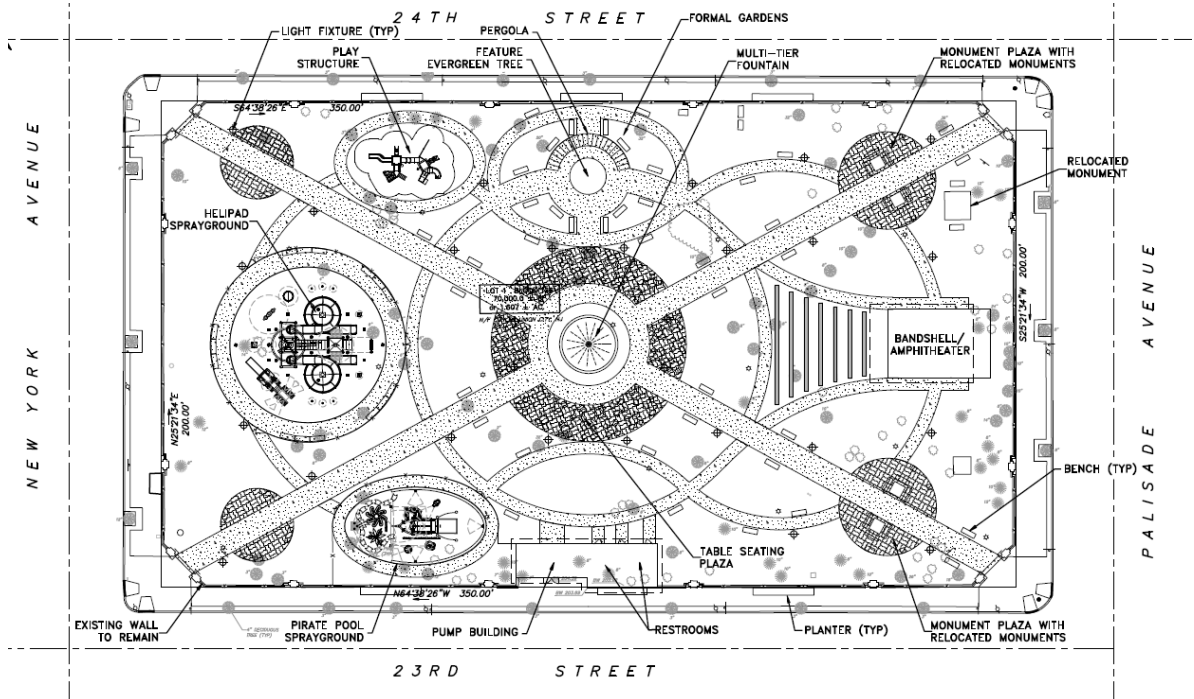 24TH STREET
LIGHT FIXTURE (TYP)
PERGOLA
FORMAL GARDENS
PLAY
STRUCTURE
FEATURE
EVERGREEN TREE
MULTI-TIER
FOUNTAIN
MONUMENT PLAZA WITH
RELOCATED MONUMENTS
S64°38'26"E 350.00'
NEW YORK AVENUE
RELOCATED
MONUMENT
HELIPAD
SPRAYGROUND
S25°21'34"W 200.00'
PALISADE AVENUE
BANDSHELL/
AMPHITHEATER
N25°21'34"E
200.00'
BENCH (TYP)
TABLE SEATING
PLAZA
N64°38'26"W 350.00'
EXISTING WALL
TO REMAIN
PIRATE POOL
SPRAYGROUND
PUMP BUILDING
RESTROOMS
PLANTER (TYP)
MONUMENT PLAZA WITH
RELOCATED MONUMENTS
23RD STREET